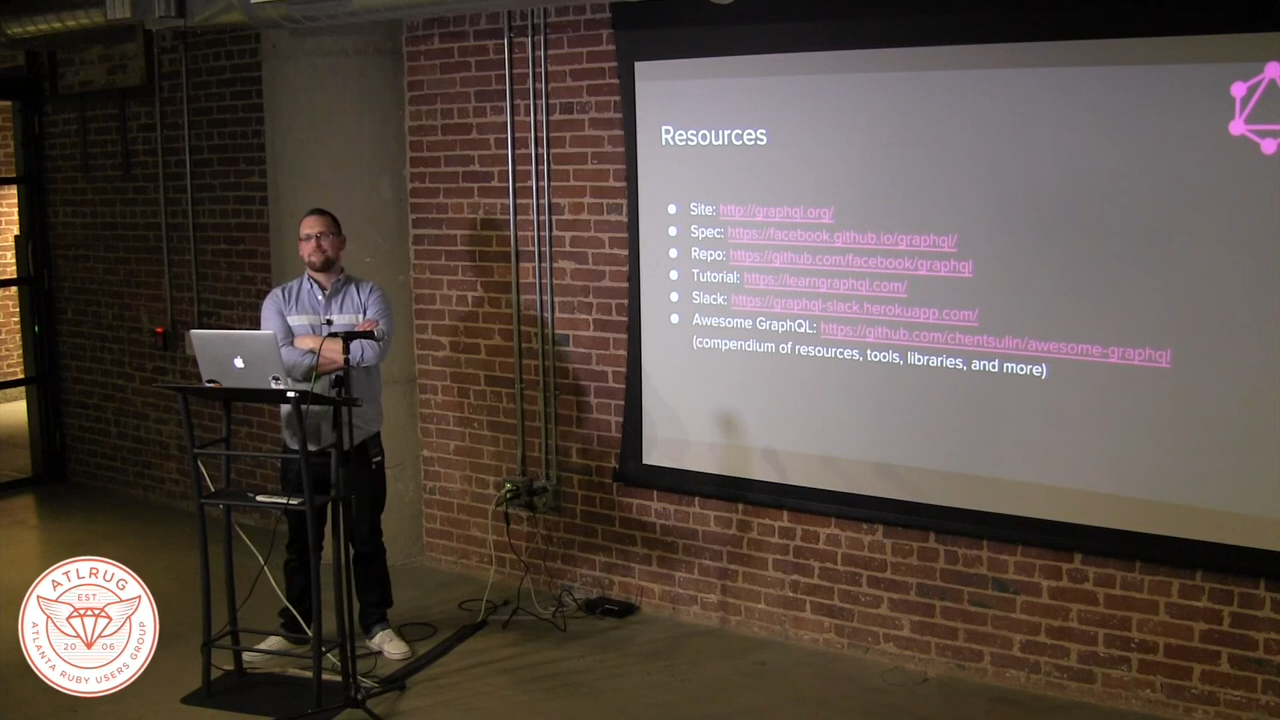 Resources
Site: http://graphql.org/
Spec: https://facebook.github.io/graphql/
Repo: https://github.com/facebook/graphql
Tutorial: https://learngraphql.com/
Slack: https://graphql-slack.herokuapp.com/
Awesome GraphQL: https://github.com/chentsulin/awesome-graphql
(compendium of resources, tools, libraries, and more)
ATLRUG
EST.
20 06
ATLANTA RUBY USERS GROUP